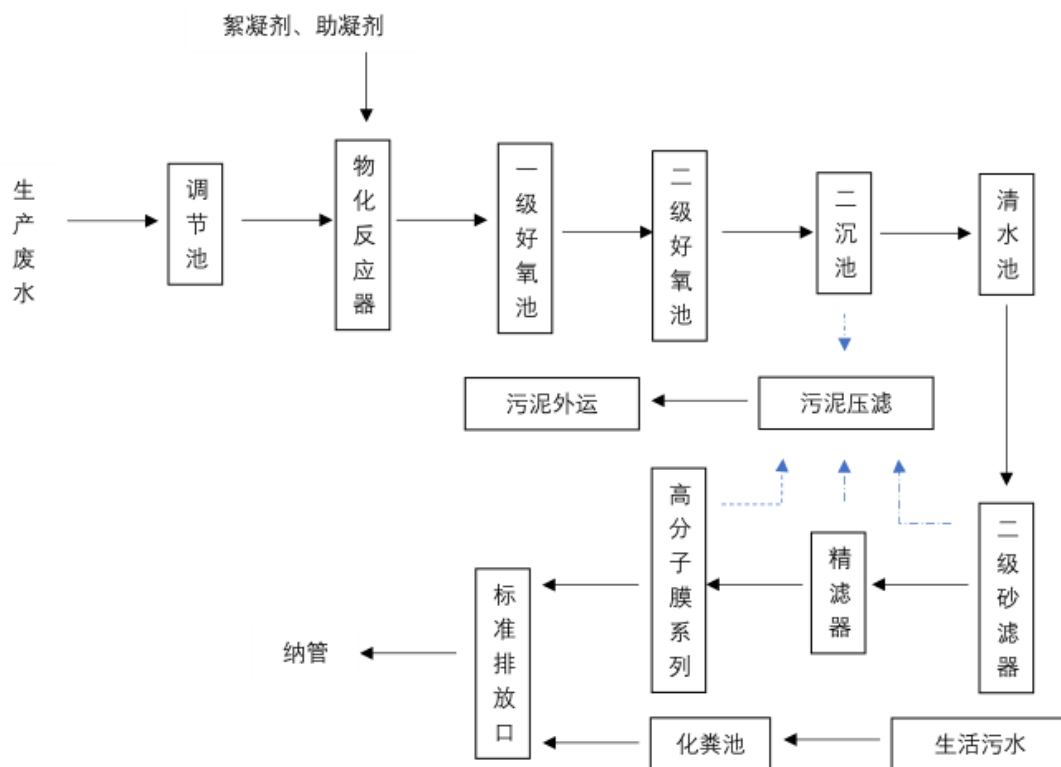 絮凝剂、助凝剂
生产废水
调节池
物化反应器
一级好氧池
二级好氧池
二沉池
清水池
污泥外运
污泥压滤
高分子膜系列
精滤器
二级砂滤器
标准排放口
纳管
化粪池
生活污水